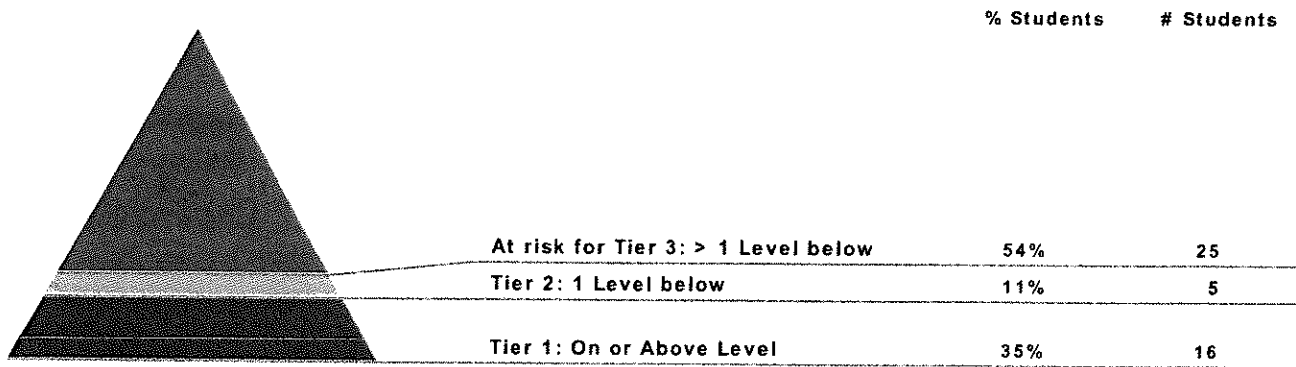 % Students # Students
At risk for Tier 3: > 1 Level below 54% 25
Tier 2: 1 Level below 11% 5
Tier 1: On or Above Level 35% 16